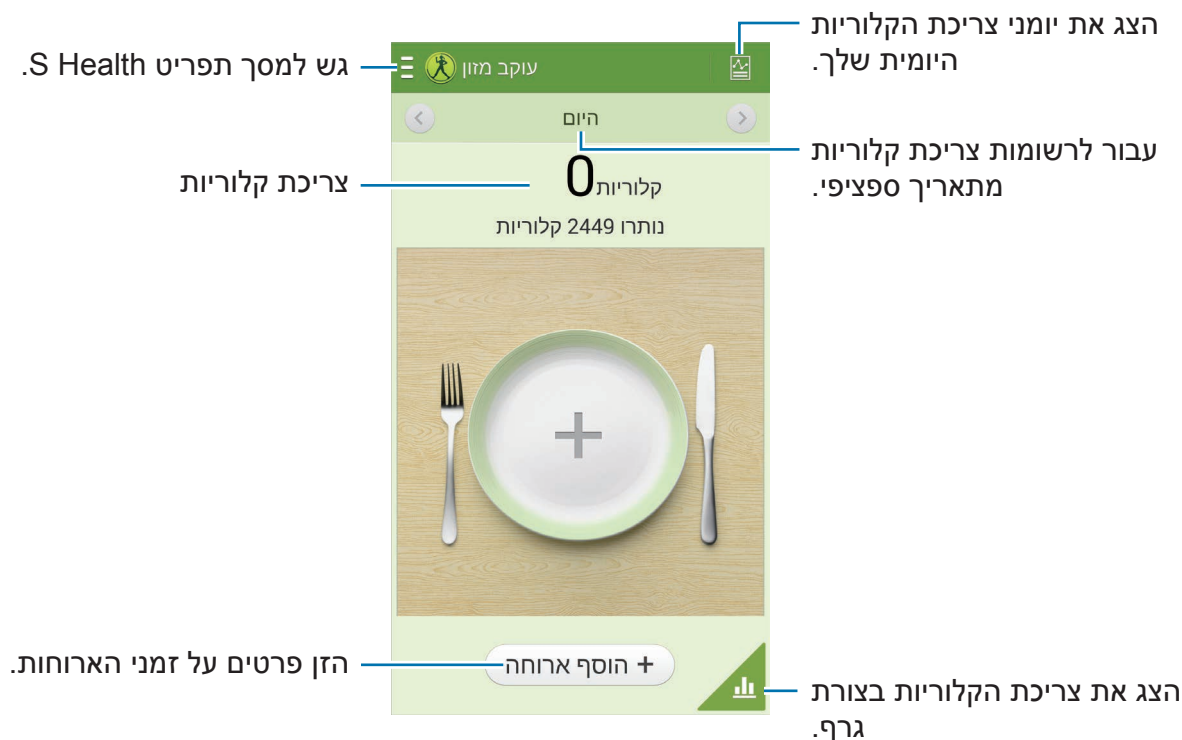 הצג את יומני צריכת הקלוריות
היומית שלך.
גש למסך תפריט S Health.
עוקב מזון
היום
עבור לרשומות צריכת קלוריות
מתאריך ספציפי.
צריכת קלוריות
0 קלוריות
נותרו 2449 קלוריות
הזן פרטים על זמני הארוחות.
+ הוסף ארוחה
הצג את צריכת הקלוריות בצורת
גרף.